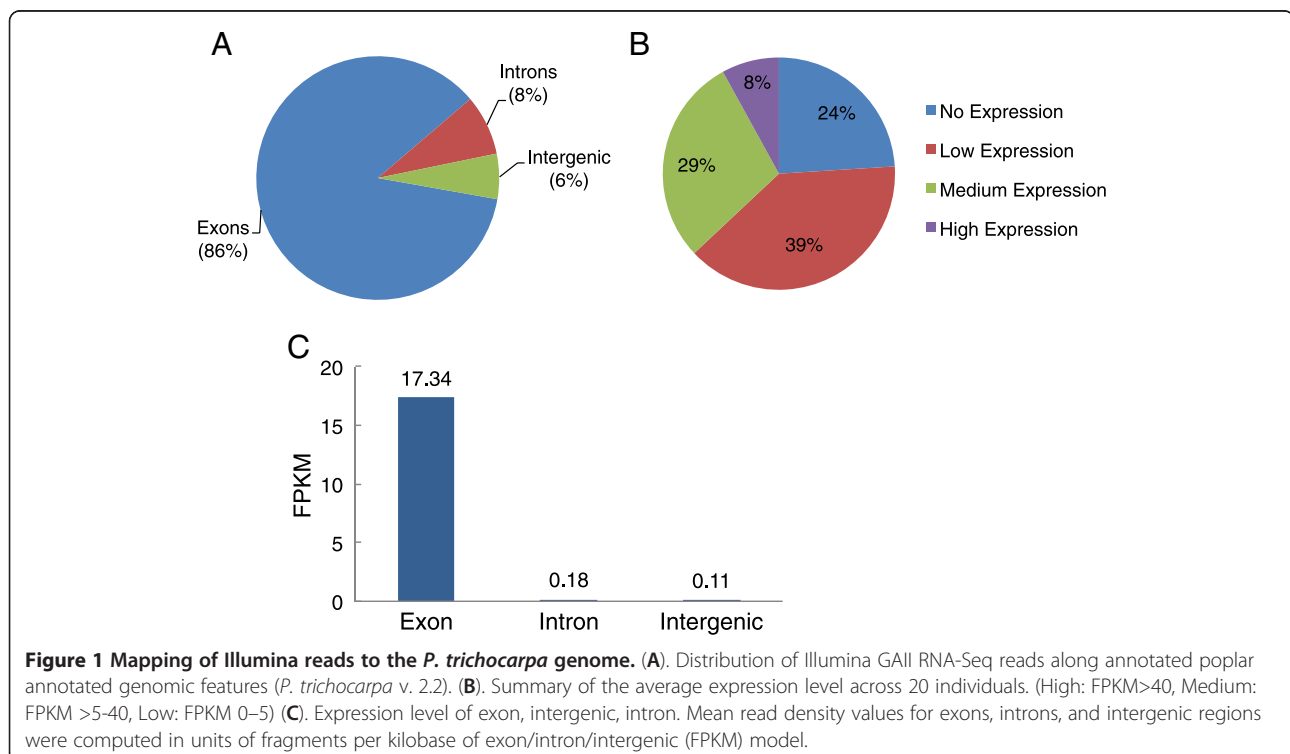 A
Introns
(8%)
Intergenic
(6%)
Exons
(86%)
B
8%
24%
29%
39%
No Expression
Low Expression
Medium Expression
High Expression
C
20
15
10
5
0
FPKM
17.34
0.18
0.11
Exon
Intron
Intergenic
Figure 1 Mapping of Illumina reads to the P. trichocarpa genome. (A). Distribution of Illumina GAII RNA-Seq reads along annotated poplar
annotated genomic features (P. trichocarpa v. 2.2). (B). Summary of the average expression level across 20 individuals. (High: FPKM>40, Medium:
FPKM >5-40, Low: FPKM 0–5) (C). Expression level of exon, intergenic, intron. Mean read density values for exons, introns, and intergenic regions
were computed in units of fragments per kilobase of exon/intron/intergenic (FPKM) model.